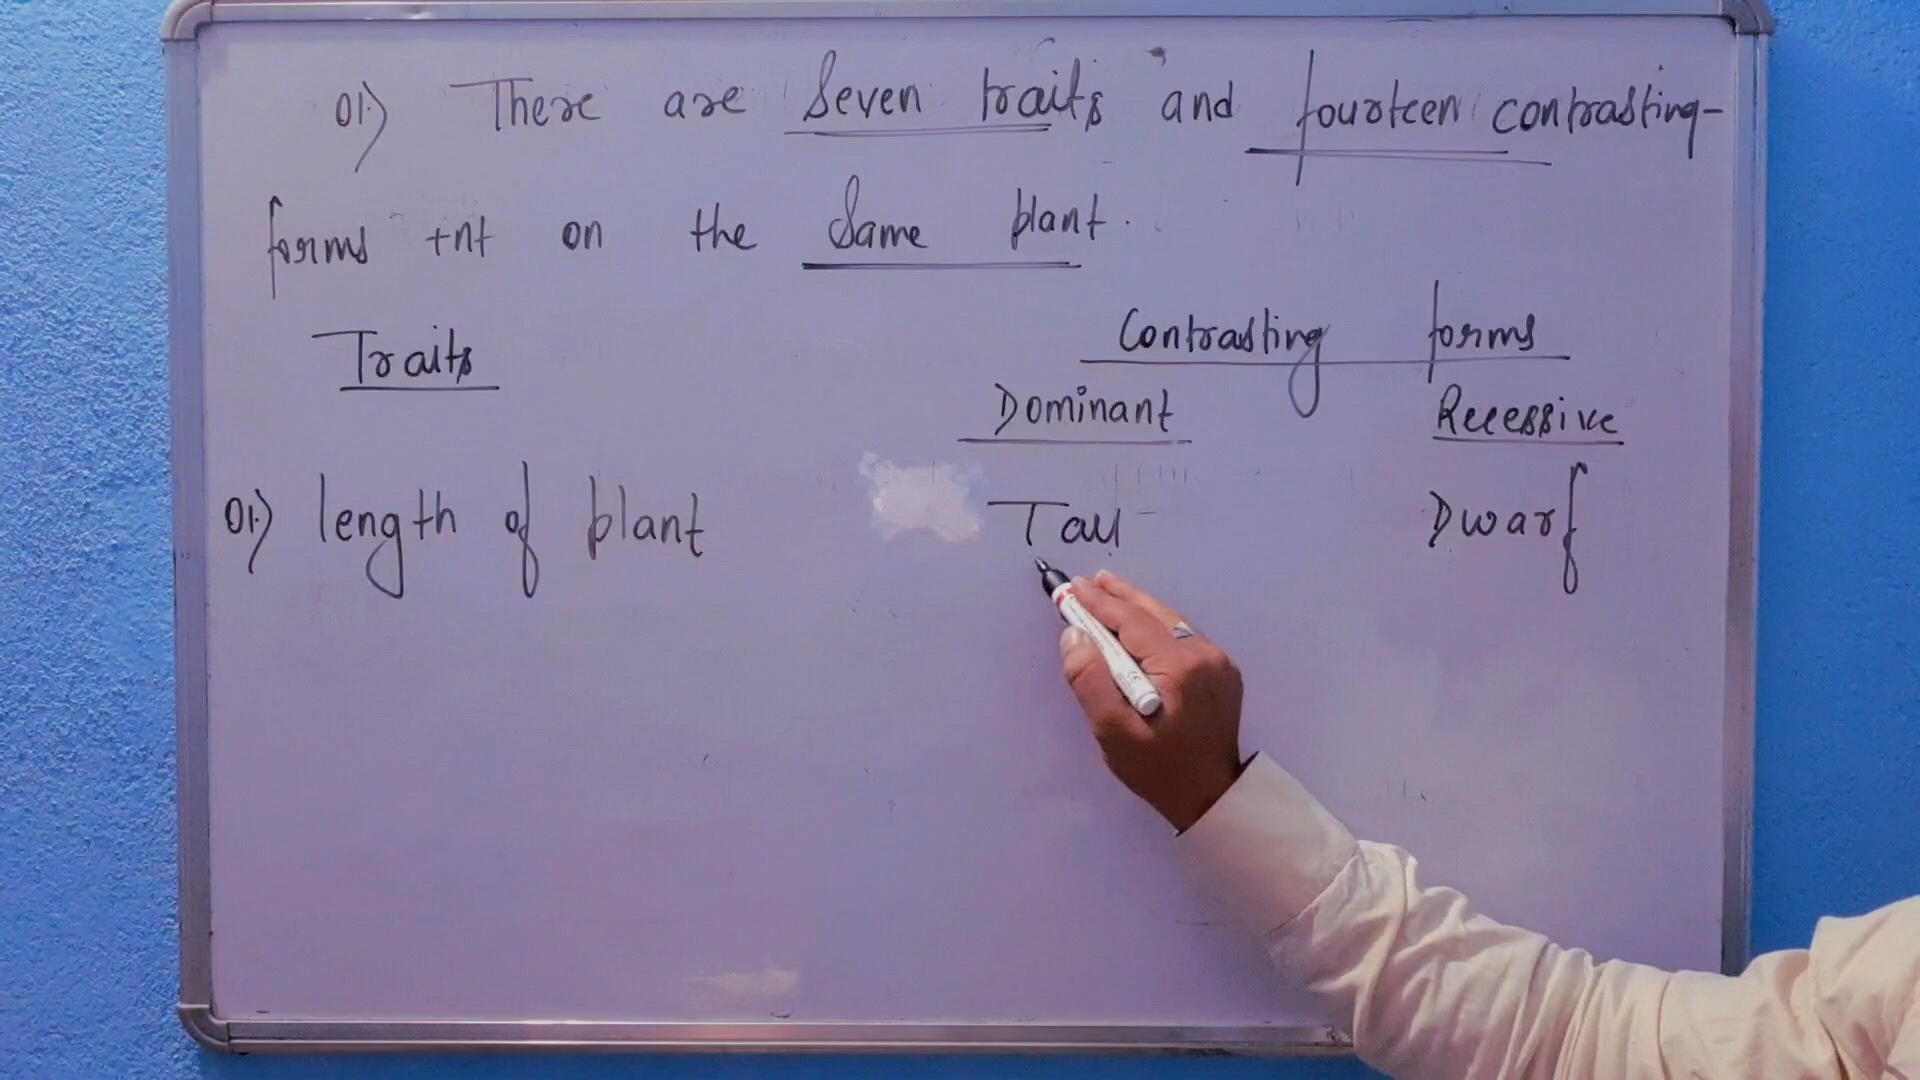 01.) There are Seven traits and fourteen contrasting-
forms +nt on the Same plant.
Traits
Contrasting forms
Dominant Recessive
01.) length of plant Tall Dwarf